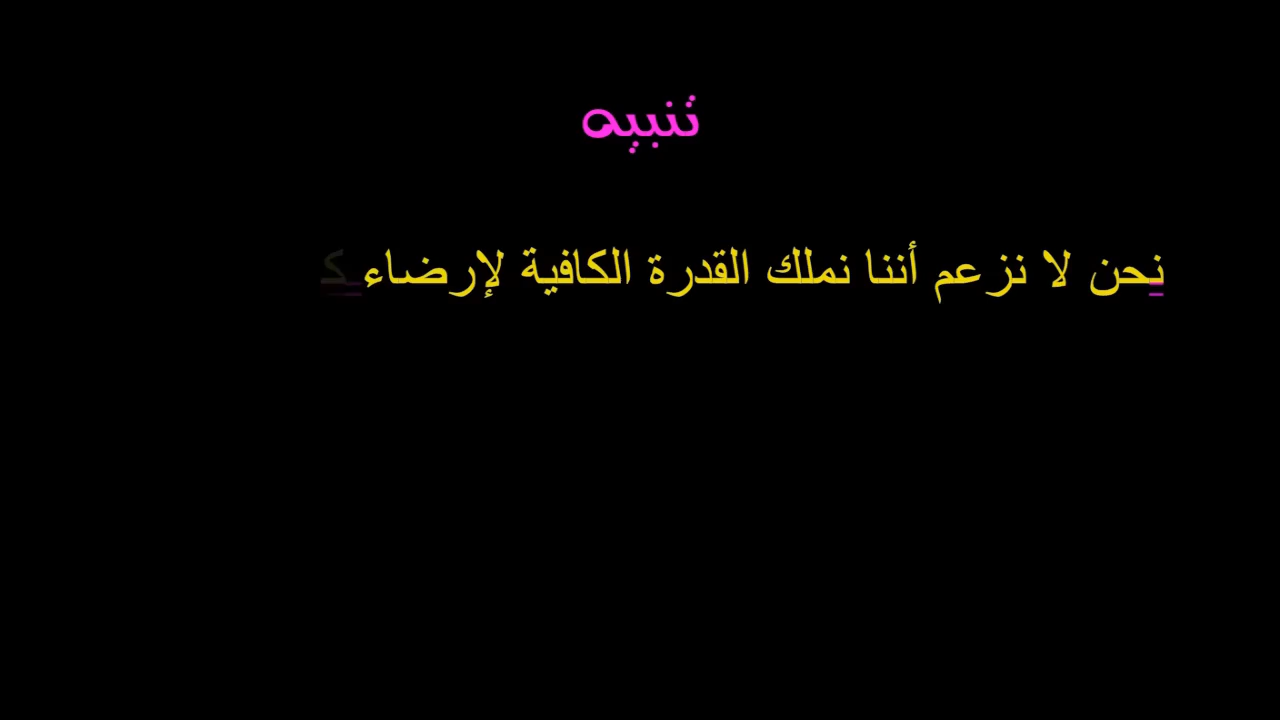 تنبيه
نحن لا نزعم أننا نملك القدرة الكافية لإرضاء